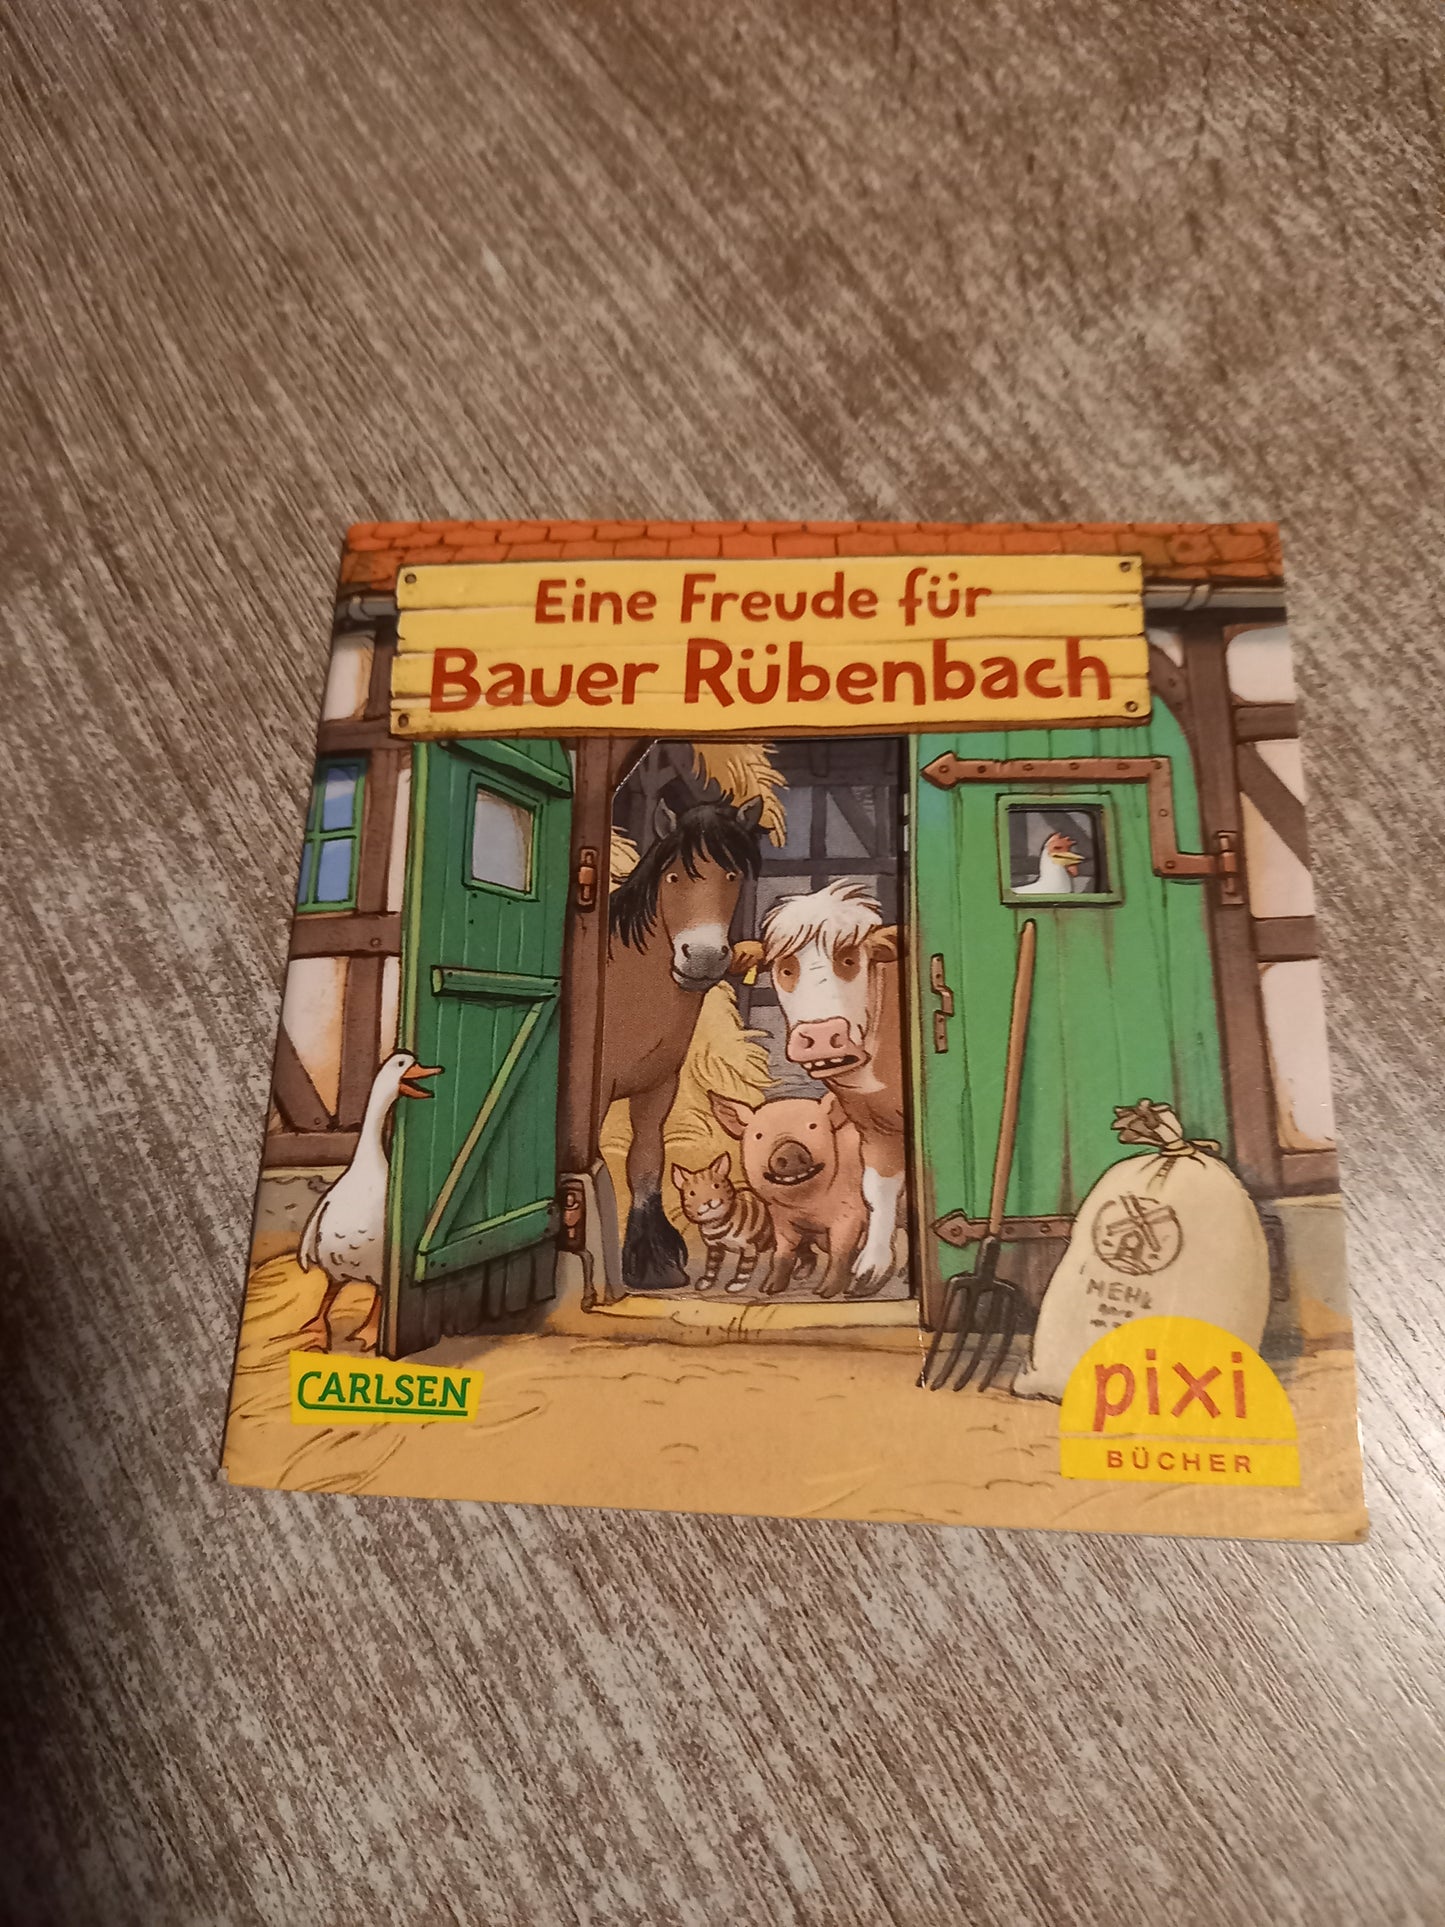 Eine Freude für
Bauer Rübenbach
MEHL
CARLSEN
pixi
BÜCHER